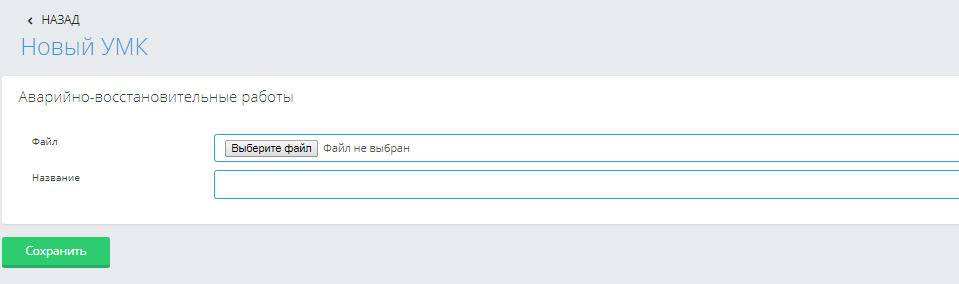 НАЗАД
Новый УМК
Аварийно-восстановительные работы
Файл
Выберите файл Файл не выбран
Название
Сохранить